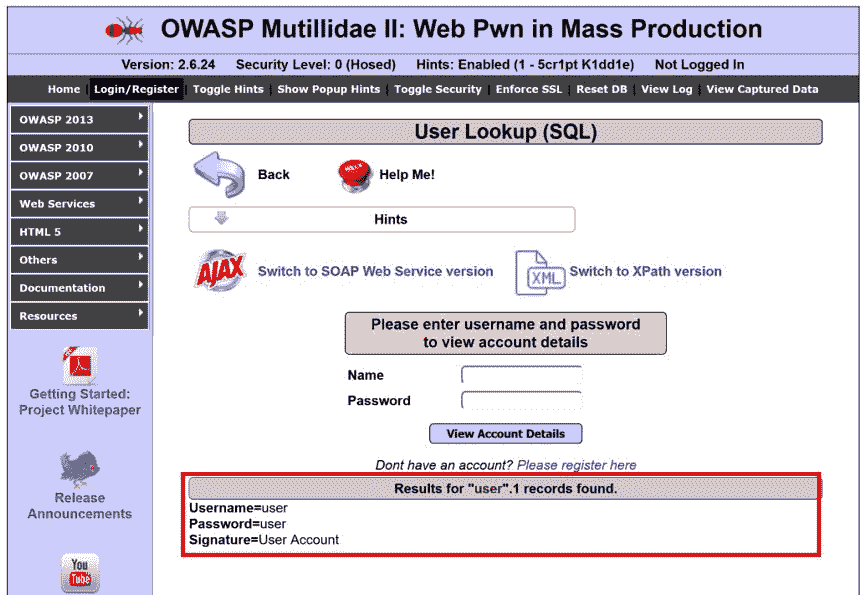 OWASP Mutillidae II: Web Pwn in Mass Production
Version: 2.6.24 Security Level: 0 (Hosed) Hints: Enabled (1 - 5cr1pt K1dd1e) Not Logged In
Home Login/Register Toggle Hints Show Popup Hints Toggle Security Enforce SSL Reset DB View Log View Captured Data
OWASP 2013
OWASP 2010
OWASP 2007
Web Services
HTML 5
Others
Documentation
Resources
Getting Started:
Project Whitepaper
Release
Announcements
You
Tube
User Lookup (SQL)
Back
Help Me!
Hints
AJAX
Switch to SOAP Web Service version
XML
Switch to XPath version
Please enter username and password
to view account details
Name
Password
View Account Details
Dont have an account? Please register here
Results for "user".1 records found.
Username=user
Password=user
Signature=User Account